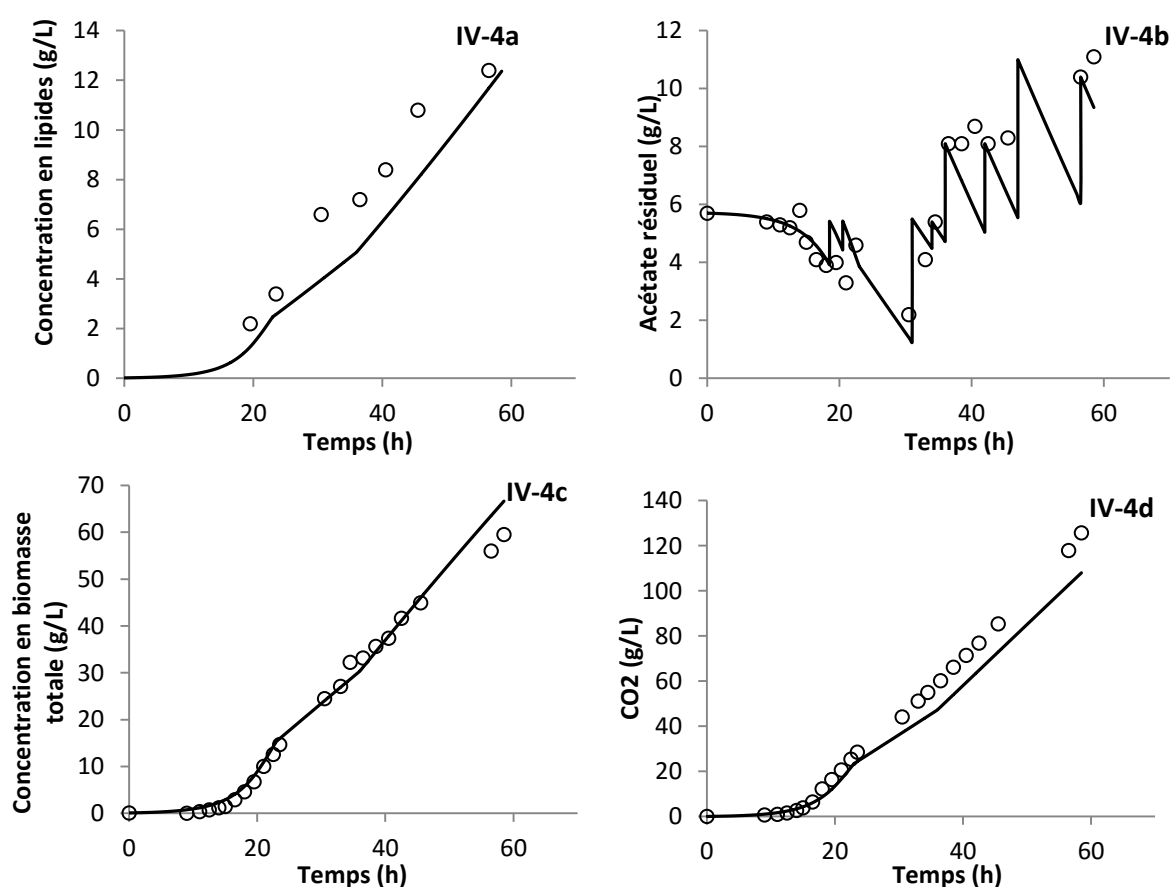 IV-4a
Concentration en lipides (g/L)
14
12
10
8
6
4
2
0
0 20 40 60
Temps (h)
IV-4b
Acétate résiduel (g/L)
12
10
8
6
4
2
0
0 20 40 60
Temps (h)
IV-4c
Concentration en biomasse
totale (g/L)
70
60
50
40
30
20
10
0
0 20 40 60
Temps (h)
IV-4d
CO2 (g/L)
140
120
100
80
60
40
20
0
0 20 40 60
Temps (h)